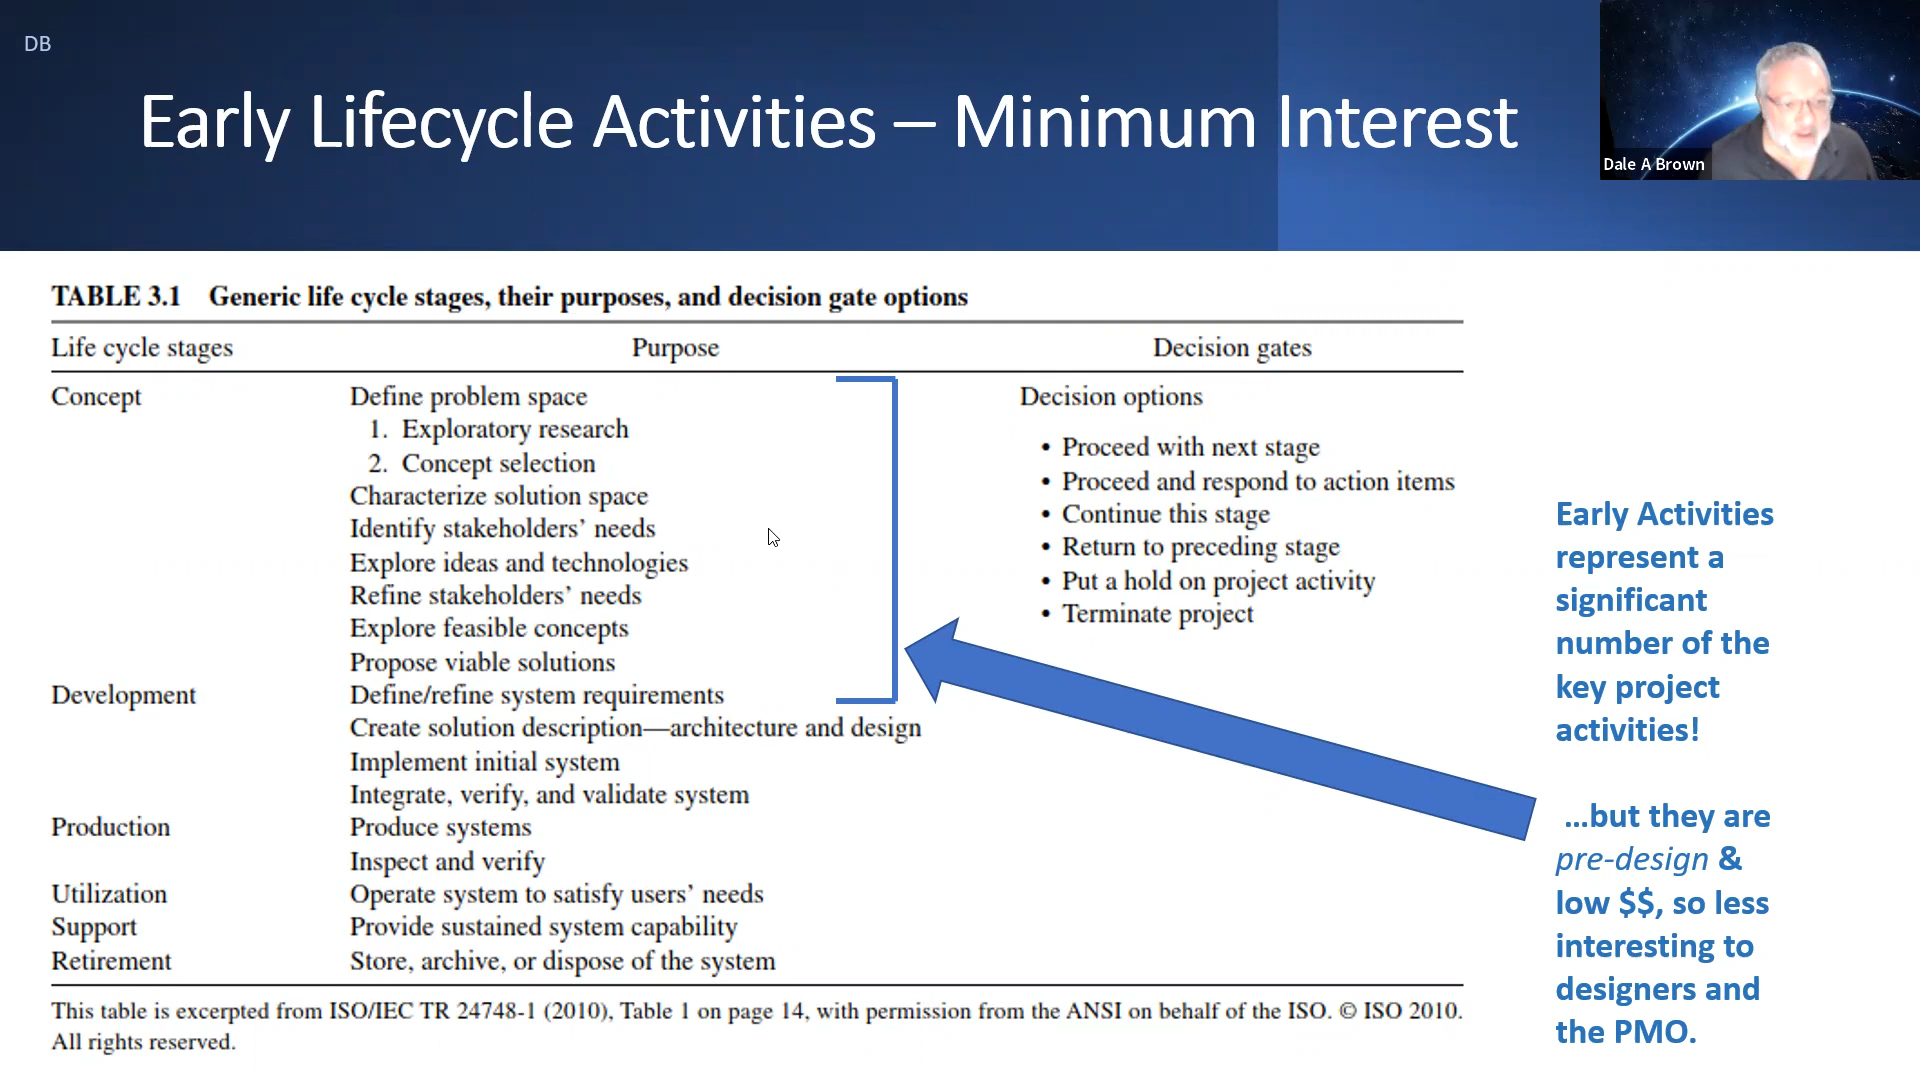 DB
Early Lifecycle Activities – Minimum Interest
Dale A Brown
TABLE 3.1 Generic life cycle stages, their purposes, and decision gate options
Life cycle stages Purpose Decision gates
Concept Define problem space Decision options
1. Exploratory research
2. Concept selection
Characterize solution space
Identify stakeholders’ needs
Explore ideas and technologies
Refine stakeholders’ needs
Explore feasible concepts
Propose viable solutions
• Proceed with next stage
• Proceed and respond to action items
• Continue this stage
• Return to preceding stage
• Put a hold on project activity
• Terminate project
Development Define/refine system requirements
Create solution description—architecture and design
Implement initial system
Integrate, verify, and validate system
Production Produce systems
Inspect and verify
Utilization Operate system to satisfy users’ needs
Support Provide sustained system capability
Retirement Store, archive, or dispose of the system
This table is excerpted from ISO/IEC TR 24748-1 (2010), Table 1 on page 14, with permission from the ANSI on behalf of the ISO. © ISO 2010.
All rights reserved.
Early Activities
represent a
significant
number of the
key project
activities!
...but they are
pre-design &
low $$, so less
interesting to
designers and
the PMO.